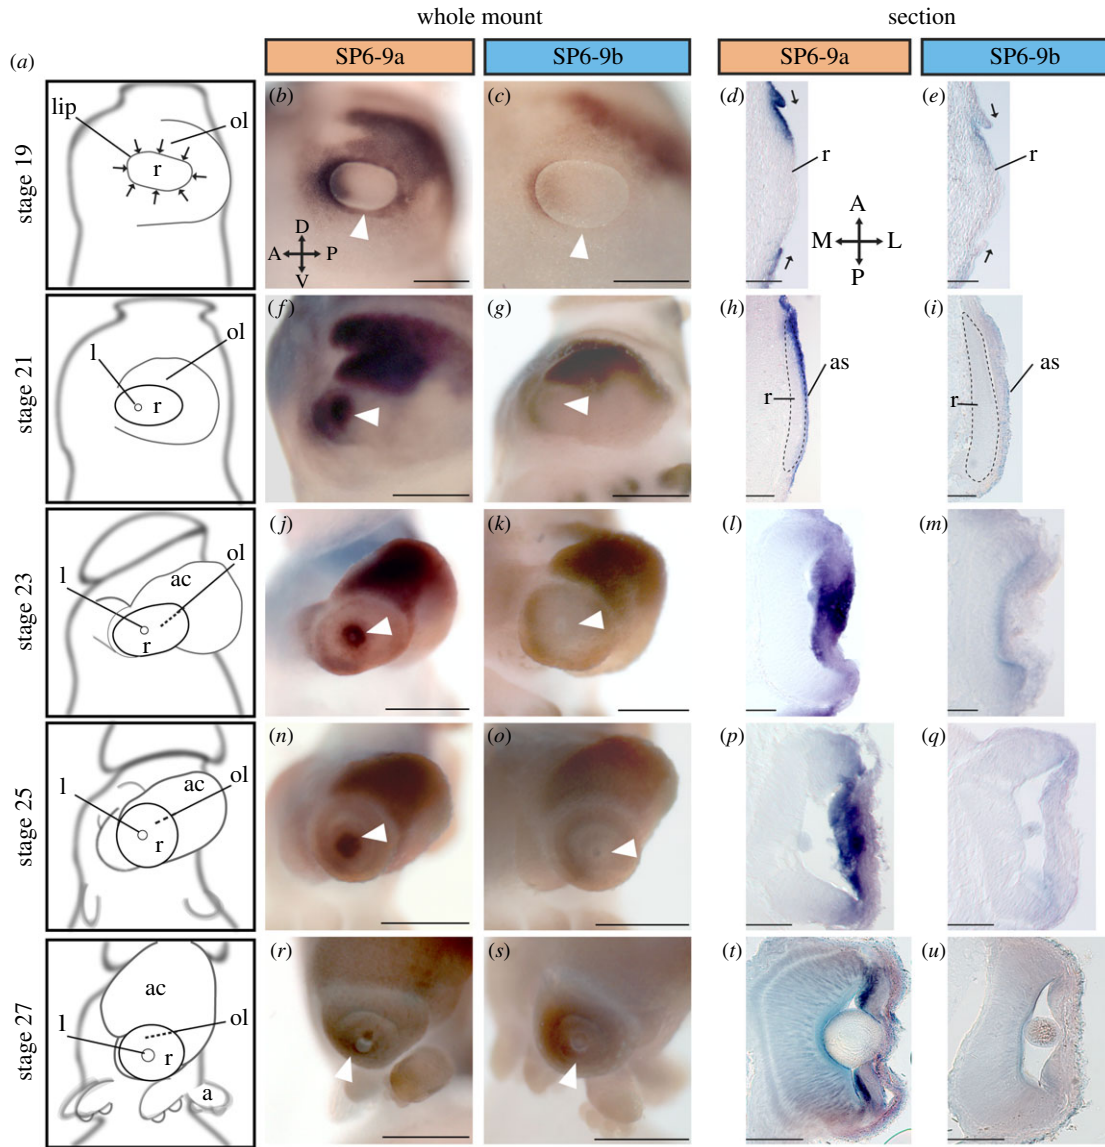 whole mount section
(a) SP6-9a SP6-9b SP6-9a SP6-9b
stage 19 lip ol r (b) D A P V (c) (d) r A M L P (e) r
stage 21 l ol r (f) (g) (h) r as (i) r as
stage 23 l ac ol r (j) (k) (l) (m)
stage 25 l ac ol r (n) (o) (p) (q)
stage 27 ac l ol r a (r) (s) (t) (u)